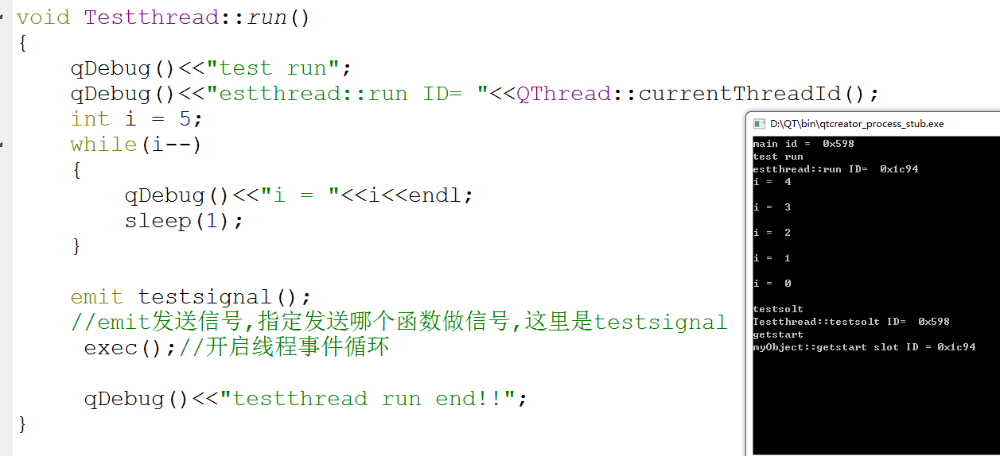 void Testthread::run()
{
qDebug()<<"test run";
qDebug()<<"estthread::run ID= "<<QThread::currentThreadId();
int i = 5;
while(i--)
{
qDebug()<<"i = "<<i<<endl;
sleep(1);
}
emit testsignal();
//emit发送信号,指定发送哪个函数做信号,这里是testsignal
exec();//开启线程事件循环
qDebug()<<"testthread run end!!";
}
D:\QT\bin\qtcreator_process_stub.exe
main id =  0x598
test run
estthread::run ID=  0x1c94
i =  4
i =  3
i =  2
i =  1
i =  0
testsolt
Testthread::testsolt ID=  0x598
getstart
myObject::getstart slot ID = 0x1c94